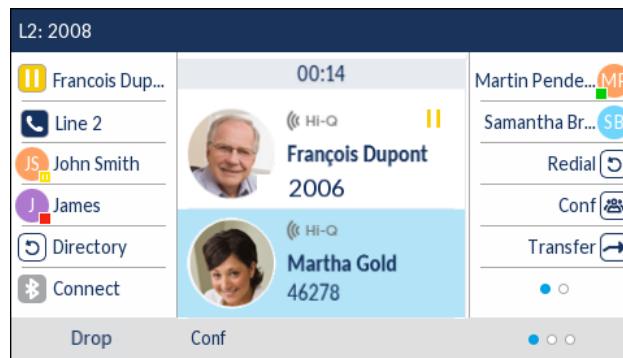 L2: 2008
Francois Dup...
Line 2
JS John Smith
J James
Directory
Connect
00:14
Hi-Q
François Dupont
2006
Hi-Q
Martha Gold
46278
Martin Pende... MP
Samantha Br... SB
Redial
Conf
Transfer
Drop
Conf